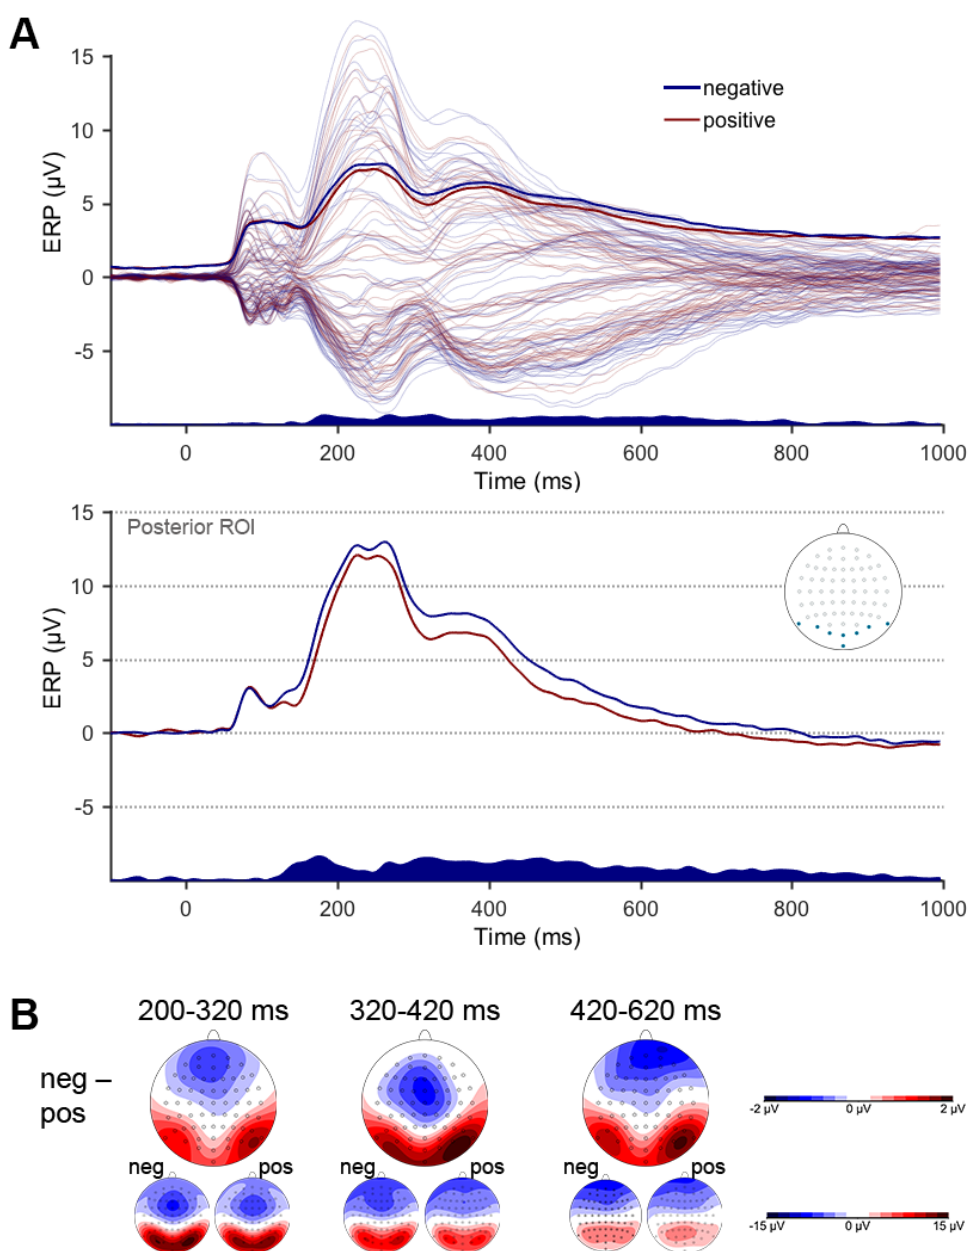 A
15
10
5
0
-5
ERP (µV)
negative
positive
0 200 400 600 800 1000
Time (ms)
Posterior ROI
15
10
5
0
-5
ERP (µV)
0 200 400 600 800 1000
Time (ms)
B
200-320 ms 320-420 ms 420-620 ms
neg –
pos
-2 µV 0 µV 2 µV
neg pos neg pos neg pos
-15 µV 0 µV 15 µV